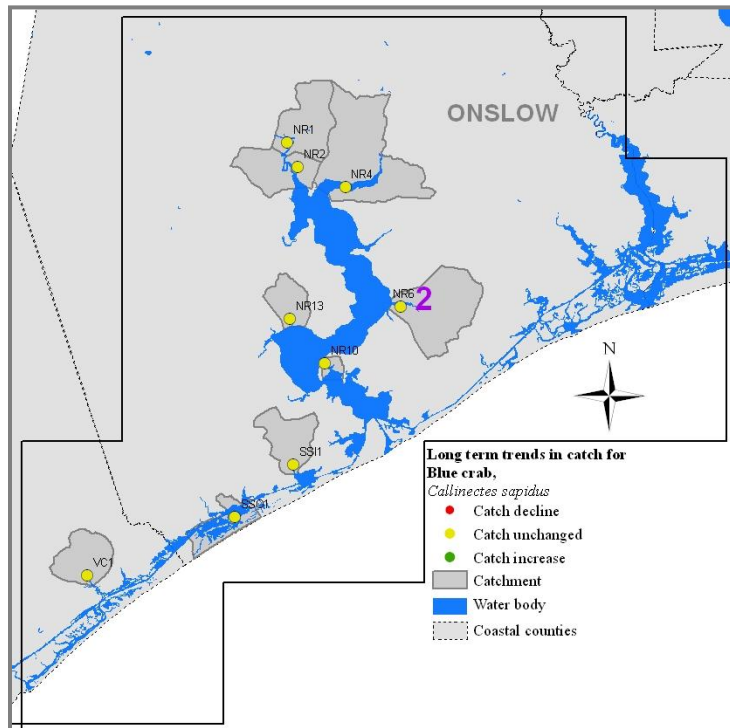 ONSLOW
NR1
NR2
NR4
NR6
2
NR13
NR10
N
SSI1
SSC1
VC1
Long term trends in catch for
Blue crab,
Callinectes sapidus
Catch decline
Catch unchanged
Catch increase
Catchment
Water body
Coastal counties